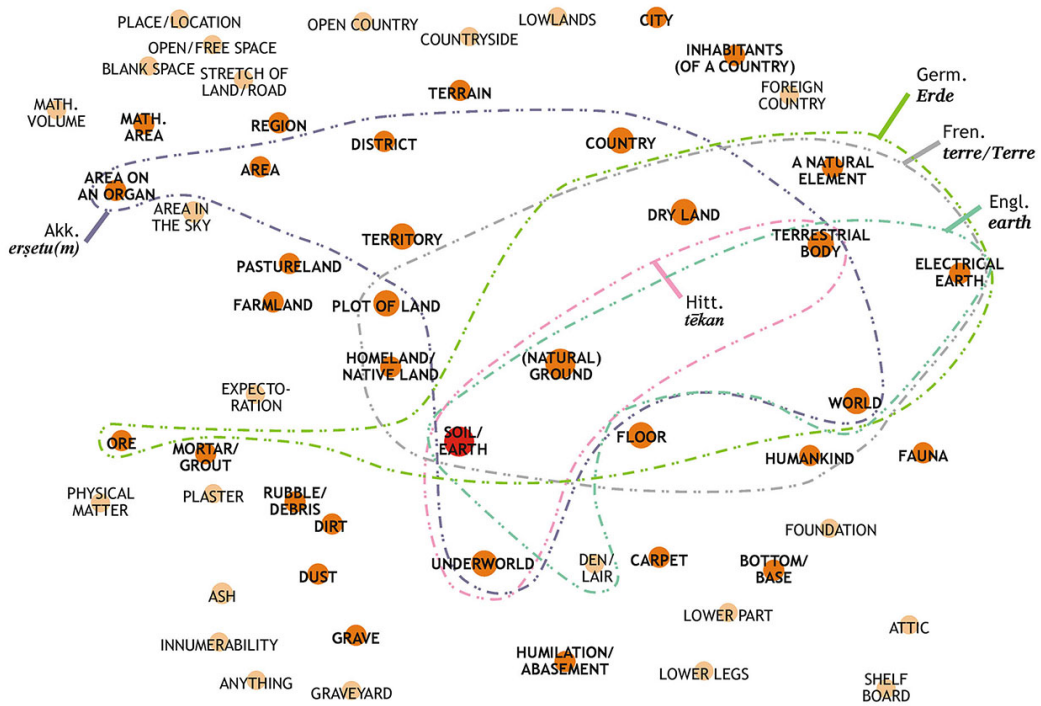 PLACE/LOCATION
OPEN COUNTRY
LOWLANDS
CITY
OPEN/FREE SPACE
COUNTRYSIDE
INHABITANTS
(OF A COUNTRY)
BLANK SPACE
STRETCH OF
LAND/ROAD
TERRAIN
FOREIGN
COUNTRY
Germ.
Erde
MATH.
VOLUME
MATH.
AREA
REGION
DISTRICT
COUNTRY
Fren.
terre/Terre
AREA
A NATURAL
ELEMENT
AREA ON
AN ORGAN
AREA IN
THE SKY
DRY LAND
Engl.
earth
Akk.
erṣetu(m)
TERRITORY
TERRESTRIAL
BODY
PASTURELAND
ELECTRICAL
EARTH
FARMLAND
PLOT OF LAND
Hitt.
tēkan
HOMELAND/
NATIVE LAND
(NATURAL)
GROUND
EXPECTO-
RATION
WORLD
ORE
MORTAR/
GROUT
SOIL/
EARTH
FLOOR
HUMANKIND
FAUNA
PHYSICAL
MATTER
PLASTER
RUBBLE/
DEBRIS
DIRT
FOUNDATION
DUST
UNDERWORLD
DEN/
LAIR
CARPET
BOTTOM/
BASE
ASH
LOWER PART
ATTIC
INNUMERABILITY
GRAVE
HUMILATION/
ABASEMENT
LOWER LEGS
ANYTHING
GRAVEYARD
SHELF
BOARD